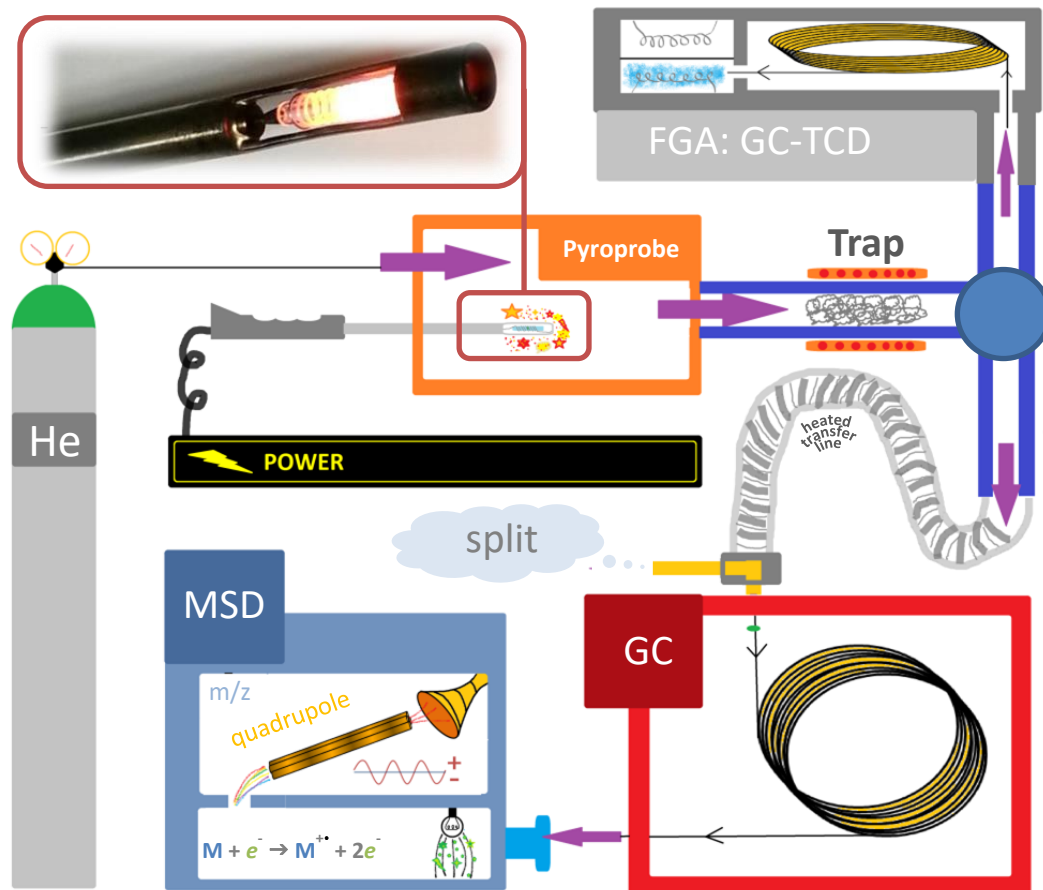 FGA: GC-TCD
Trap
Pyroprobe
He
POWER
heated
transfer
line
split
MSD
GC
m/z
quadrupole
+
-
M + e⁻ → M⁺• + 2e⁻